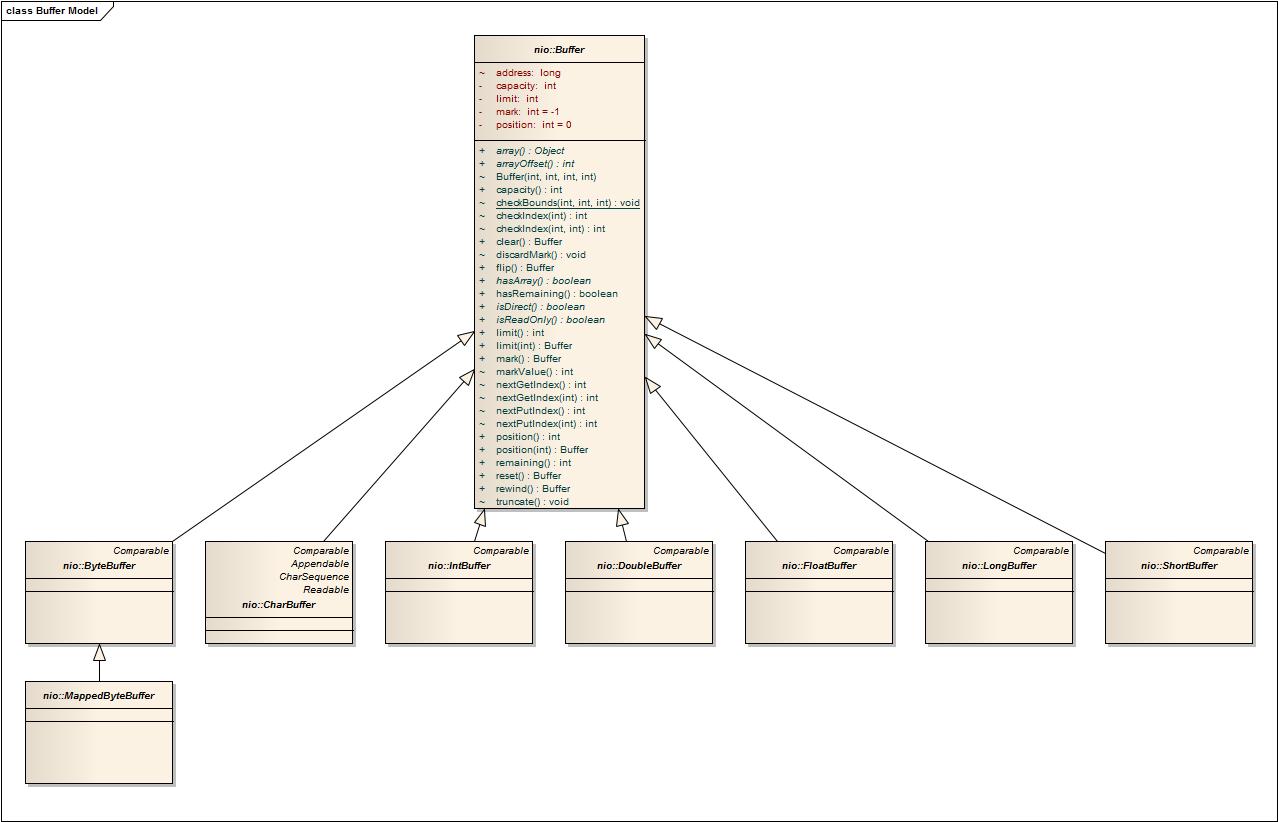 class Buffer Model
nio::Buffer
~ address: long
- capacity: int
- limit: int
- mark: int = -1
- position: int = 0
+ array() : Object
+ arrayOffset() : int
~ Buffer(int, int, int, int)
+ capacity() : int
~ checkBounds(int, int, int) : void
~ checkIndex(int) : int
~ checkIndex(int, int) : int
+ clear() : Buffer
~ discardMark() : void
+ flip() : Buffer
+ hasArray() : boolean
+ hasRemaining() : boolean
+ isDirect() : boolean
+ isReadOnly() : boolean
+ limit() : int
+ limit(int) : Buffer
+ mark() : Buffer
~ markValue() : int
~ nextGetIndex() : int
~ nextGetIndex(int) : int
~ nextPutIndex() : int
~ nextPutIndex(int) : int
+ position() : int
+ position(int) : Buffer
+ remaining() : int
+ reset() : Buffer
+ rewind() : Buffer
~ truncate() : void
Comparable
nio::ByteBuffer
Comparable
Appendable
CharSequence
Readable
nio::CharBuffer
Comparable
nio::IntBuffer
Comparable
nio::DoubleBuffer
Comparable
nio::FloatBuffer
Comparable
nio::LongBuffer
Comparable
nio::ShortBuffer
nio::MappedByteBuffer